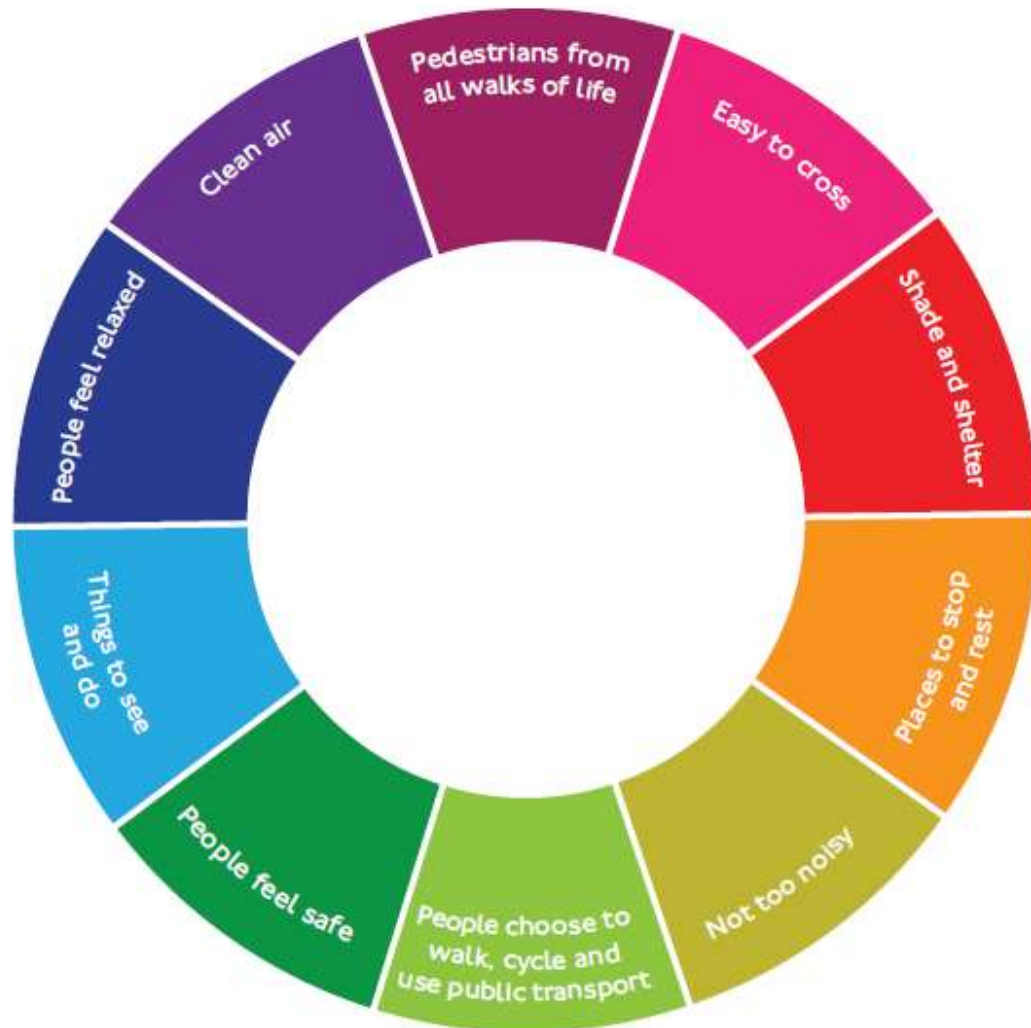 Pedestrians from
all walks of life
Easy to cross
Shade and shelter
Places to stop
and rest
Not too noisy
People choose to
walk, cycle and
use public transport
People feel safe
Things to see
and do
People feel relaxed
Clean air